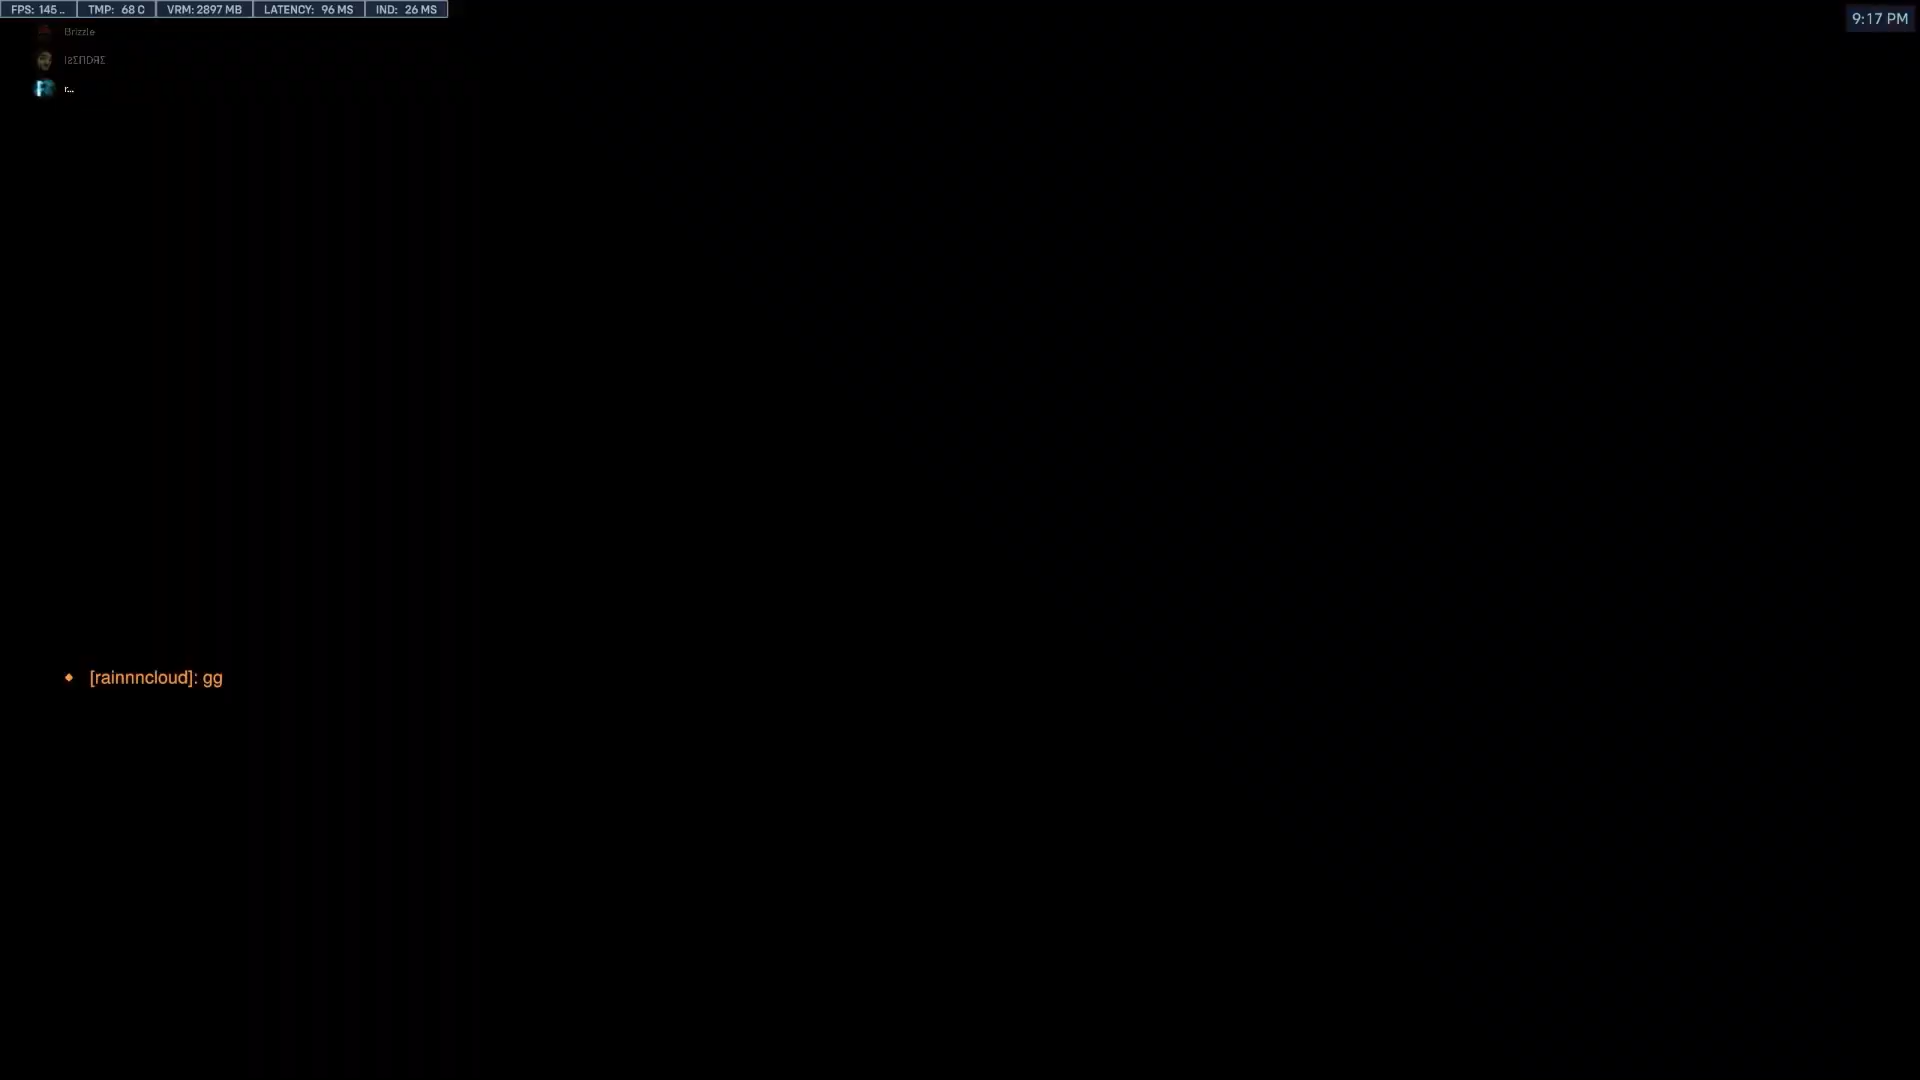 FPS: 145 .. TMP: 68 C VRM: 2897 MB LATENCY: 96 MS IND: 26 MS
9:17 PM
Brizzle
ISΣПDЯΣ
r...
[rainnncloud]: gg